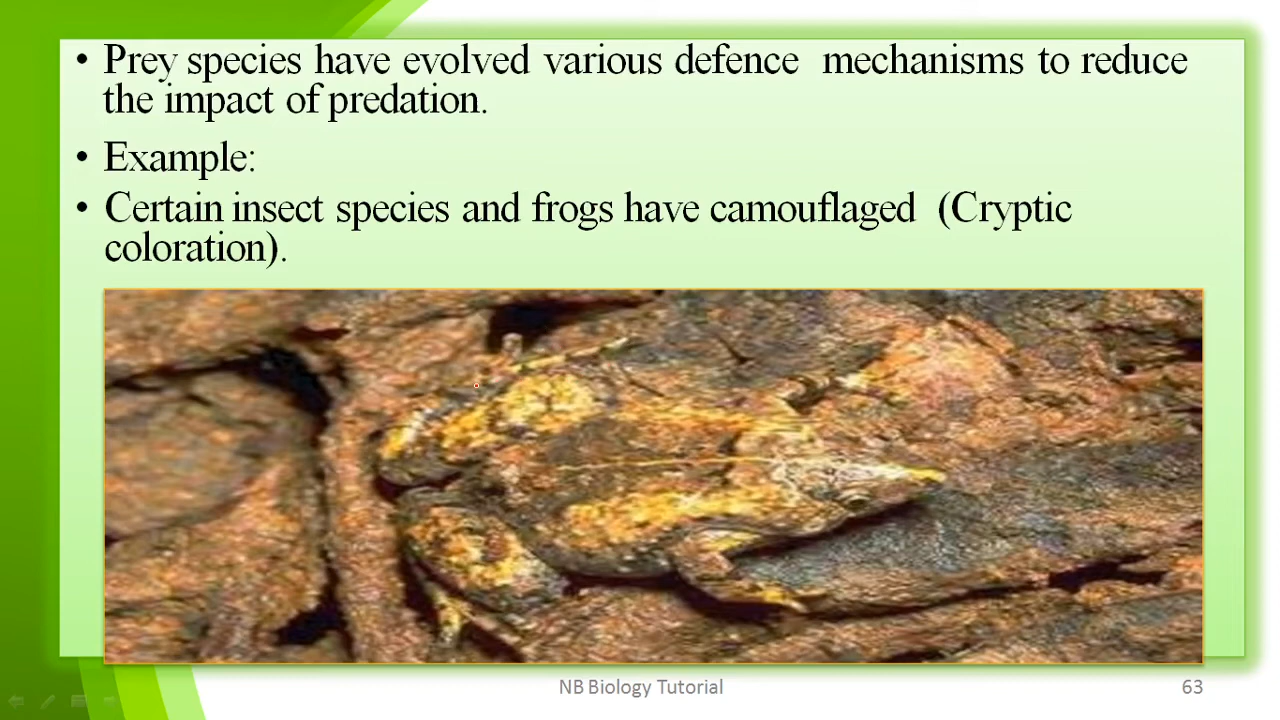 • Prey species have evolved various defence mechanisms to reduce
the impact of predation.
• Example:
• Certain insect species and frogs have camouflaged (Cryptic
coloration).
NB Biology Tutorial
63